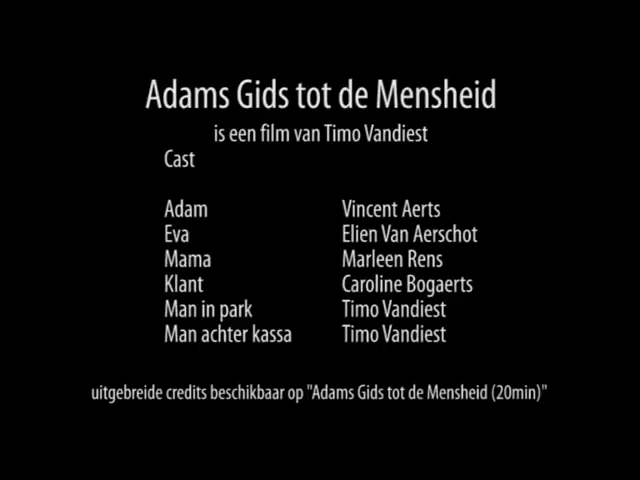 Adams Gids tot de Mensheid
is een film van Timo Vandiest
Cast
Adam Vincent Aerts
Eva Elien Van Aerschot
Mama Marleen Rens
Klant Caroline Bogaerts
Man in park Timo Vandiest
Man achter kassa Timo Vandiest
uitgebreide credits beschikbaar op "Adams Gids tot de Mensheid (20min)"